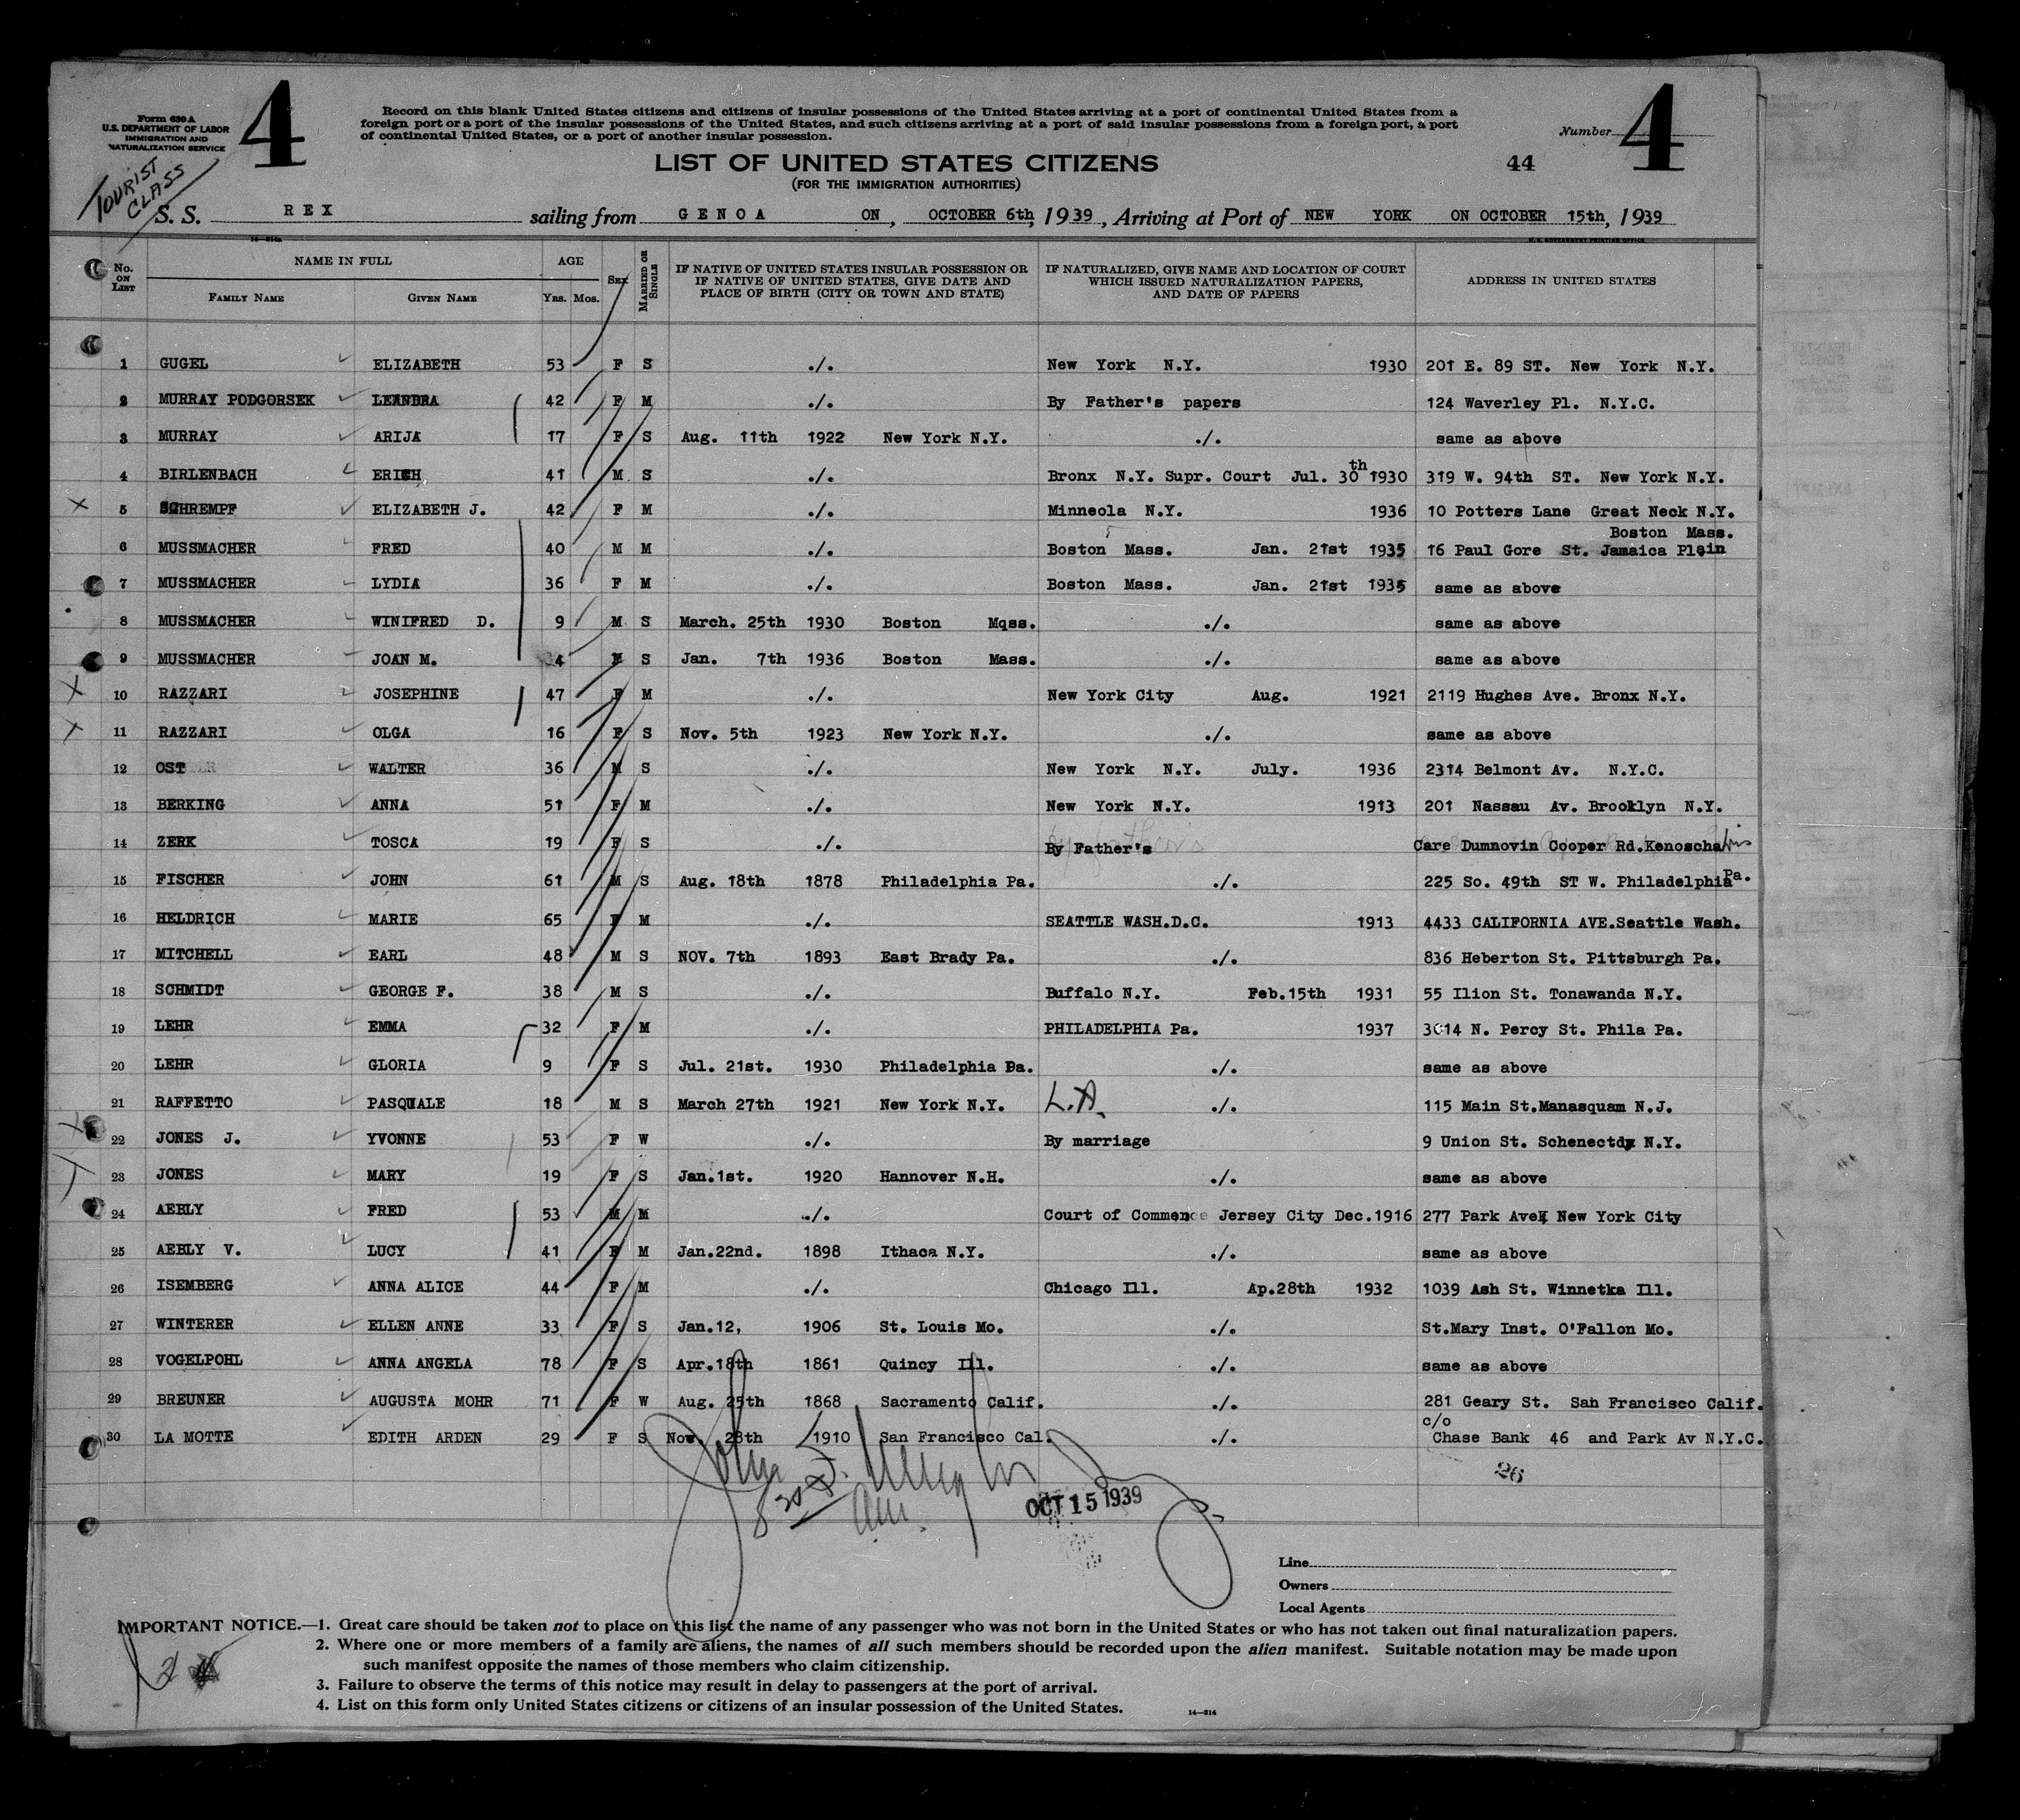 Form 630 A
U.S. DEPARTMENT OF LABOR
IMMIGRATION AND
NATURALIZATION SERVICE
4
Record on this blank United States citizens and citizens of insular possessions of the United States arriving at a port of continental United States from a
foreign port or a port of the insular possessions of the United States, and such citizens arriving at a port of said insular possessions from a foreign port, a port
of continental United States, or a port of another insular possession.
Number 4
TOURIST
CLASS
LIST OF UNITED STATES CITIZENS
44
(FOR THE IMMIGRATION AUTHORITIES)
S. S. REX sailing from GENOA ON, OCTOBER 6th, 1939, Arriving at Port of NEW YORK ON OCTOBER 15th, 1939
No. ON LIST NAME IN FULL FAMILY NAME GIVEN NAME AGE YRS. MOS. SEX MARRIED OR SINGLE IF NATIVE OF UNITED STATES INSULAR POSSESSION OR IF NATIVE OF UNITED STATES, GIVE DATE AND PLACE OF BIRTH (CITY OR TOWN AND STATE) IF NATURALIZED, GIVE NAME AND LOCATION OF COURT WHICH ISSUED NATURALIZATION PAPERS, AND DATE OF PAPERS ADDRESS IN UNITED STATES
1 GUGEL ELIZABETH 53 F S ./. New York N.Y. 1930 201 E. 89 ST. New York N.Y.
2 MURRAY PODGORSEK LEANDRA 42 F M ./. By Father's papers 124 Waverley Pl. N.Y.C.
3 MURRAY ARIJA 17 F S Aug. 11th 1922 New York N.Y. ./. same as above
4 BIRLENBACH ERICH 41 M S ./. Bronx N.Y. Supr. Court Jul. 30th 1930 319 W. 94th ST. New York N.Y.
5 SCHREMPF ELIZABETH J. 42 F M ./. Minneola N.Y. 1936 10 Potters Lane Great Neck N.Y.
Boston Mass.
6 MUSSMACHER FRED 40 M M ./. Boston Mass. Jan. 21st 1935 16 Paul Gore St. Jamaica Plain
7 MUSSMACHER LYDIA 36 F M ./. Boston Mass. Jan. 21st 1935 same as above
8 MUSSMACHER WINIFRED D. 9 M S March. 25th 1930 Boston Mqss. ./. same as above
9 MUSSMACHER JOAN M. 4 F S Jan. 7th 1936 Boston Mass. ./. same as above
10 RAZZARI JOSEPHINE 47 F M ./. New York City Aug. 1921 2119 Hughes Ave. Bronx N.Y.
11 RAZZARI OLGA 16 F S Nov. 5th 1923 New York N.Y. ./. same as above
12 OST WALTER 36 M S ./. New York N.Y. July. 1936 2314 Belmont Av. N.Y.C.
13 BERKING ANNA 51 F M ./. New York N.Y. 1913 201 Nassau Av. Brooklyn N.Y.
14 ZERK TOSCA 19 F S ./. By Father's Care Dumnovin Cooper Rd.Kenoscha Wis
15 FISCHER JOHN 61 M S Aug. 18th 1878 Philadelphia Pa. ./. 225 So. 49th ST W. Philadelphia Pa.
16 HELDRICH MARIE 65 F M ./. SEATTLE WASH.D.C. 1913 4433 CALIFORNIA AVE.Seattle Wash.
17 MITCHELL EARL 48 M S NOV. 7th 1893 East Brady Pa. ./. 836 Heberton St. Pittsburgh Pa.
18 SCHMIDT GEORGE F. 38 M S ./. Buffalo N.Y. Feb.15th 1931 55 Ilion St. Tonawanda N.Y.
19 LEHR EMMA 32 F M ./. PHILADELPHIA Pa. 1937 3014 N. Percy St. Phila Pa.
20 LEHR GLORIA 9 F S Jul. 21st. 1930 Philadelphia Pa. ./. same as above
21 RAFFETTO PASQUALE 18 M S March 27th 1921 New York N.Y. L.A. ./. 115 Main St.Manasquam N.J.
22 JONES J. YVONNE 53 F W ./. By marriage 9 Union St. Schenectdy N.Y.
23 JONES MARY 19 F S Jan.1st. 1920 Hannover N.H. ./. same as above
24 AEBLY FRED 53 M M ./. Court of Commence Jersey City Dec.1916 277 Park Ave New York City
25 AEBLY V. LUCY 41 F M Jan.22nd. 1898 Ithaca N.Y. ./. same as above
26 ISEMBERG ANNA ALICE 44 F M ./. Chicago Ill. Ap.28th 1932 1039 Ash St. Winnetka Ill.
27 WINTERER ELLEN ANNE 33 F S Jan.12, 1906 St. Louis Mo. ./. St.Mary Inst. O'Fallon Mo.
28 VOGELPOHL ANNA ANGELA 78 F S Apr.18th 1861 Quincy Ill. ./. same as above
29 BREUNER AUGUSTA MOHR 71 F W Aug. 25th 1868 Sacramento Calif. ./. 281 Geary St. San Francisco Calif.
c/o
30 LA MOTTE EDITH ARDEN 29 F S Nov. 28th 1910 San Francisco Cal. ./. Chase Bank 46 and Park Av N.Y.C.
26
OCT 15 1939
Line
Owners
Local Agents
IMPORTANT NOTICE.—1. Great care should be taken not to place on this list the name of any passenger who was not born in the United States or who has not taken out final naturalization papers.
2. Where one or more members of a family are aliens, the names of all such members should be recorded upon the alien manifest. Suitable notation may be made upon
such manifest opposite the names of those members who claim citizenship.
3. Failure to observe the terms of this notice may result in delay to passengers at the port of arrival.
4. List on this form only United States citizens or citizens of an insular possession of the United States.
14—214